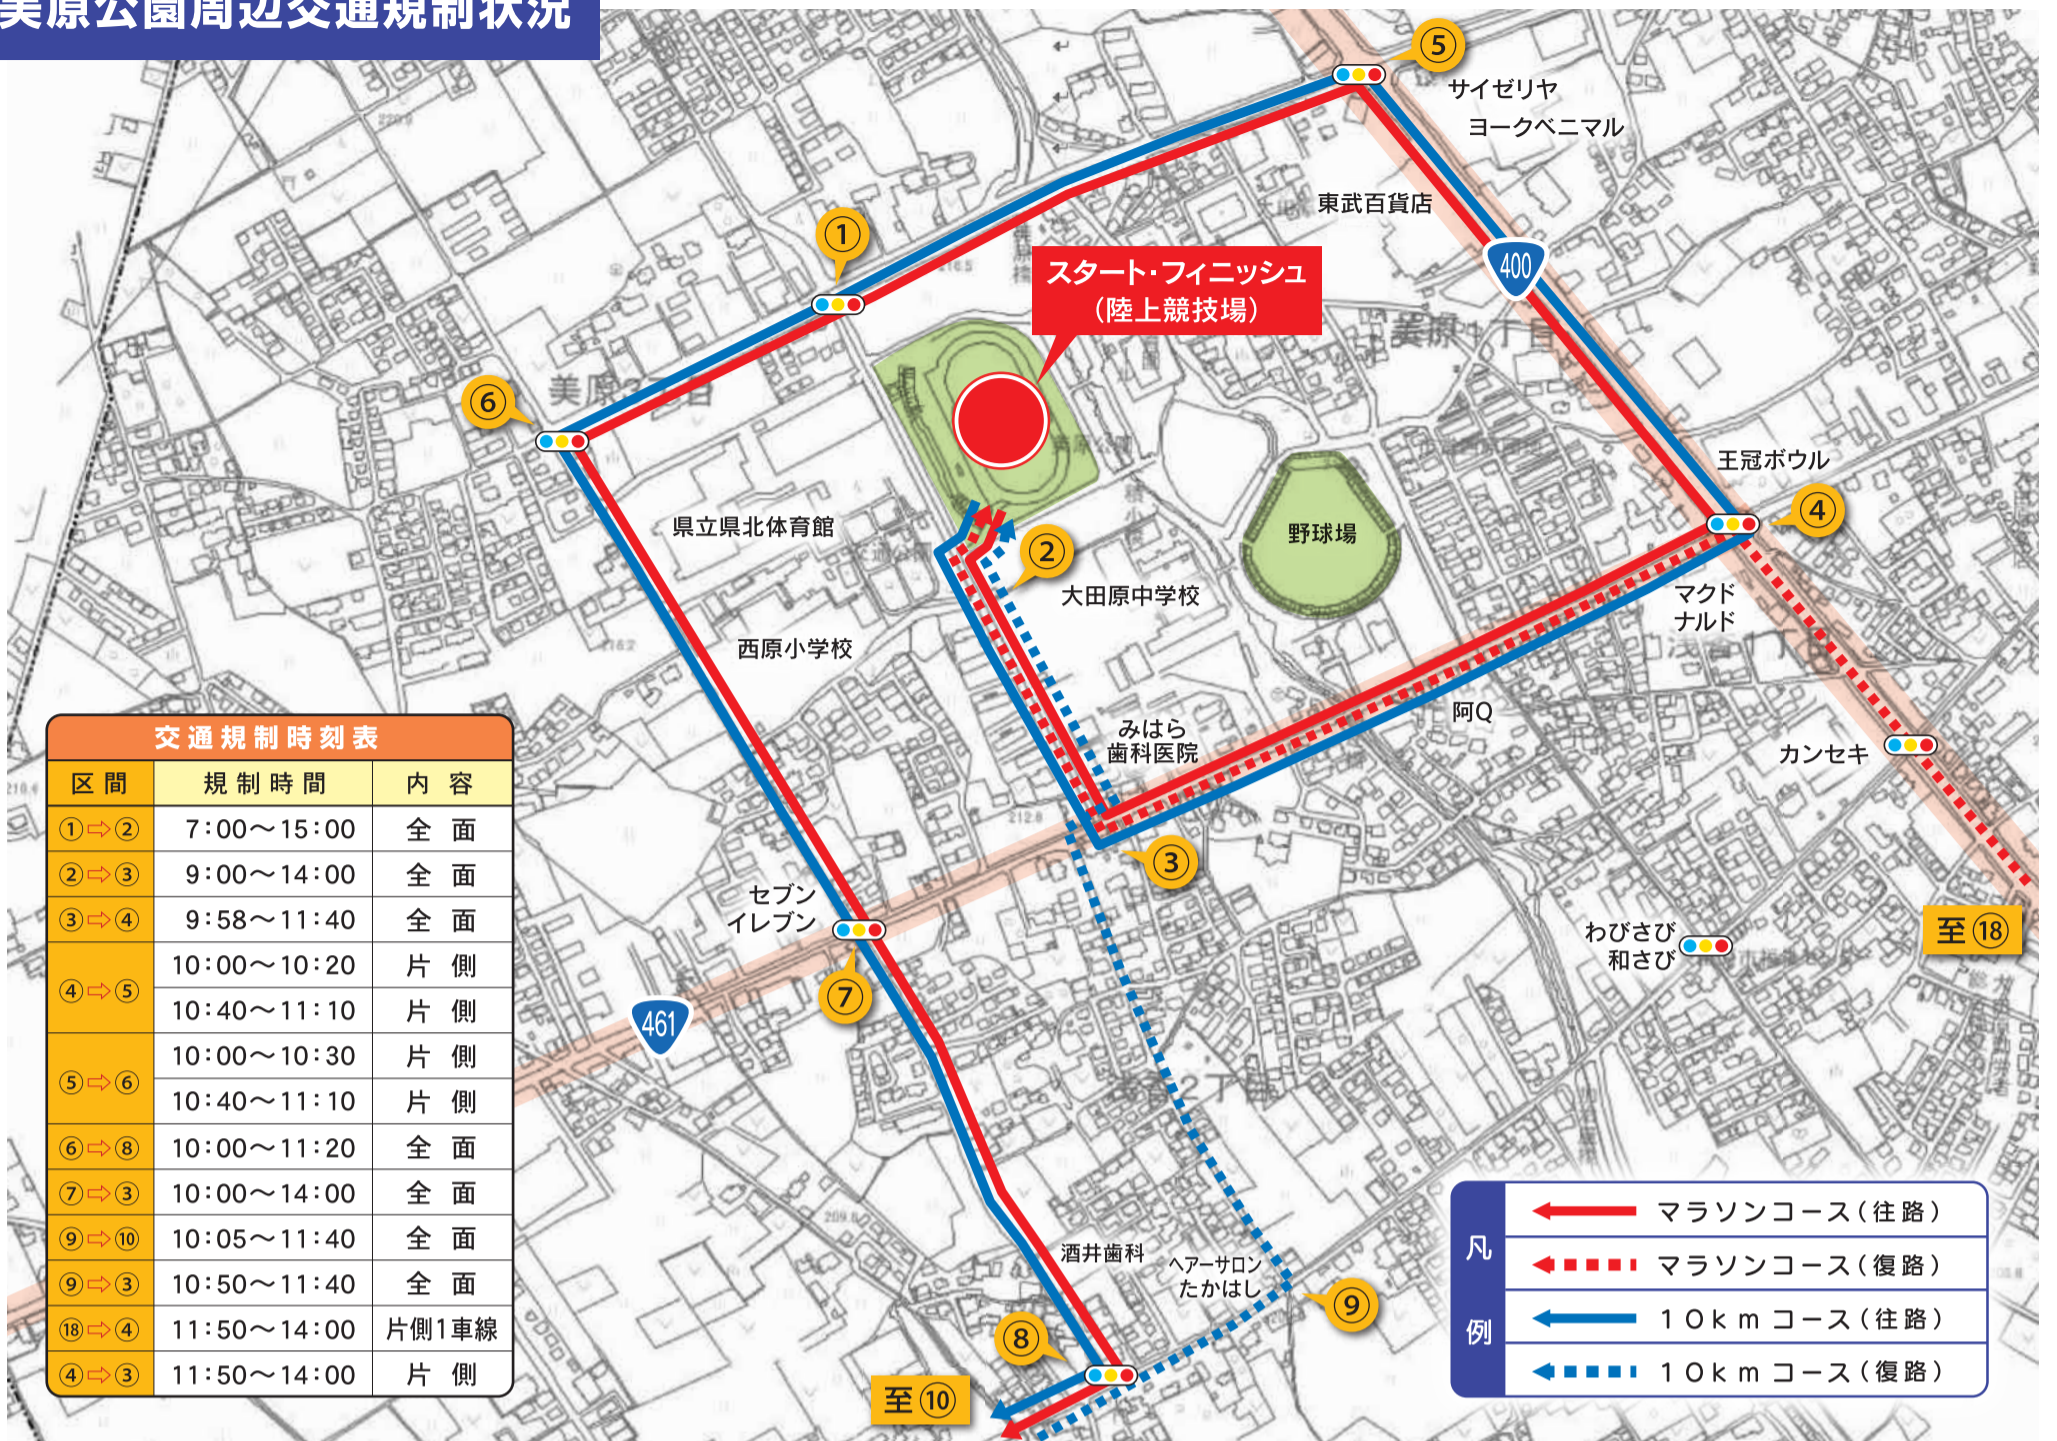 美原公園周辺交通規制状況
⑤
サイゼリヤ
ヨークベニマル
東武百貨店
①
400
スタート・フィニッシュ
（陸上競技場）
美原1丁目
⑥
美原3丁目
王冠ボウル
④
県立県北体育館
②
野球場
大田原中学校
マクド
ナルド
西原小学校
阿Q
みはら
歯科医院
カンセキ
212.8
③
セブン
イレブン
⑦
461
わびさび
和さび
至⑱
酒井歯科
ヘアーサロン
たかはし
⑨
⑧
至⑩
交通規制時刻表
区間 規制時間 内容
①⇨② 7：00～15：00 全面
②⇨③ 9：00～14：00 全面
③⇨④ 9：58～11：40 全面
④⇨⑤ 10：00～10：20 片側
10：40～11：10 片側
⑤⇨⑥ 10：00～10：30 片側
10：40～11：10 片側
⑥⇨⑧ 10：00～11：20 全面
⑦⇨③ 10：00～14：00 全面
⑨⇨⑩ 10：05～11：40 全面
⑨⇨③ 10：50～11：40 全面
⑱⇨④ 11：50～14：00 片側1車線
④⇨③ 11：50～14：00 片側
凡例
マラソンコース（往路）
マラソンコース（復路）
10kmコース（往路）
10kmコース（復路）